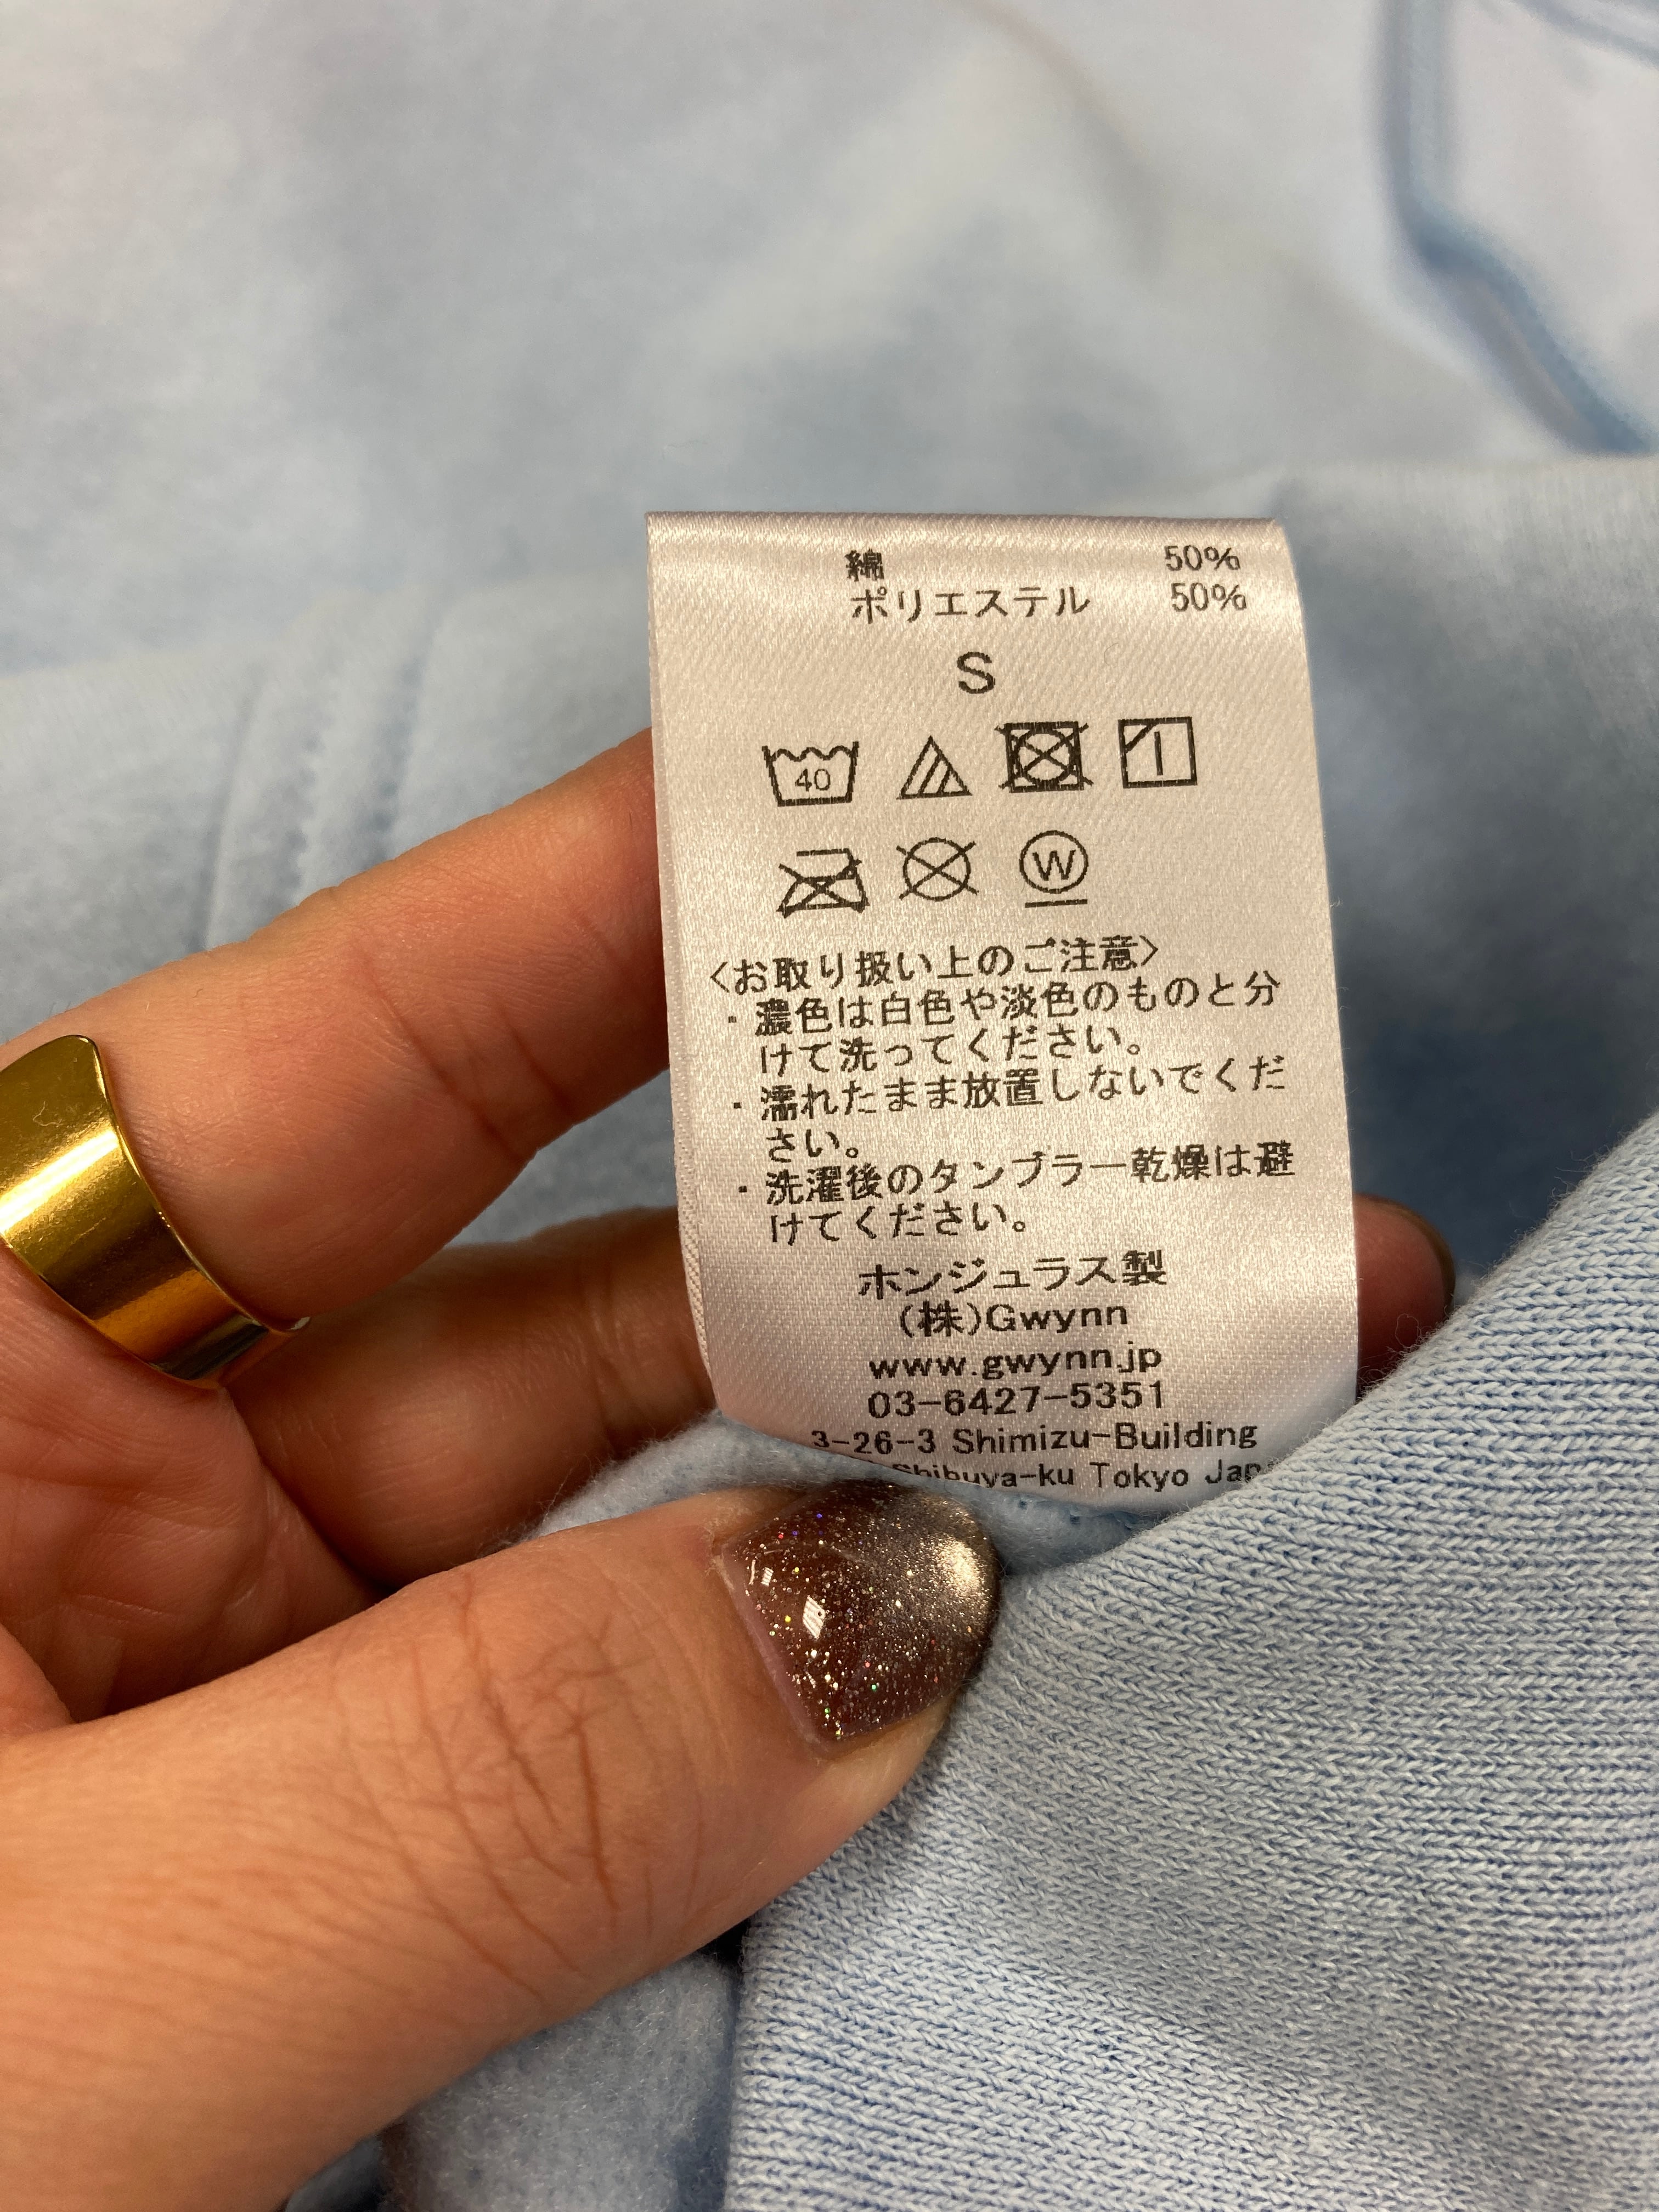 綿 50%
ポリエステル 50%
S
40
W
<お取り扱い上のご注意>
・濃色は白色や淡色のものと分
けて洗ってください。
・濡れたまま放置しないでくだ
さい。
・洗濯後のタンブラー乾燥は避
けてください。
ホンジュラス製
(株)Gwynn
www.gwynn.jp
03-6427-5351
3-26-3 Shimizu-Building
Shibuya-ku Tokyo